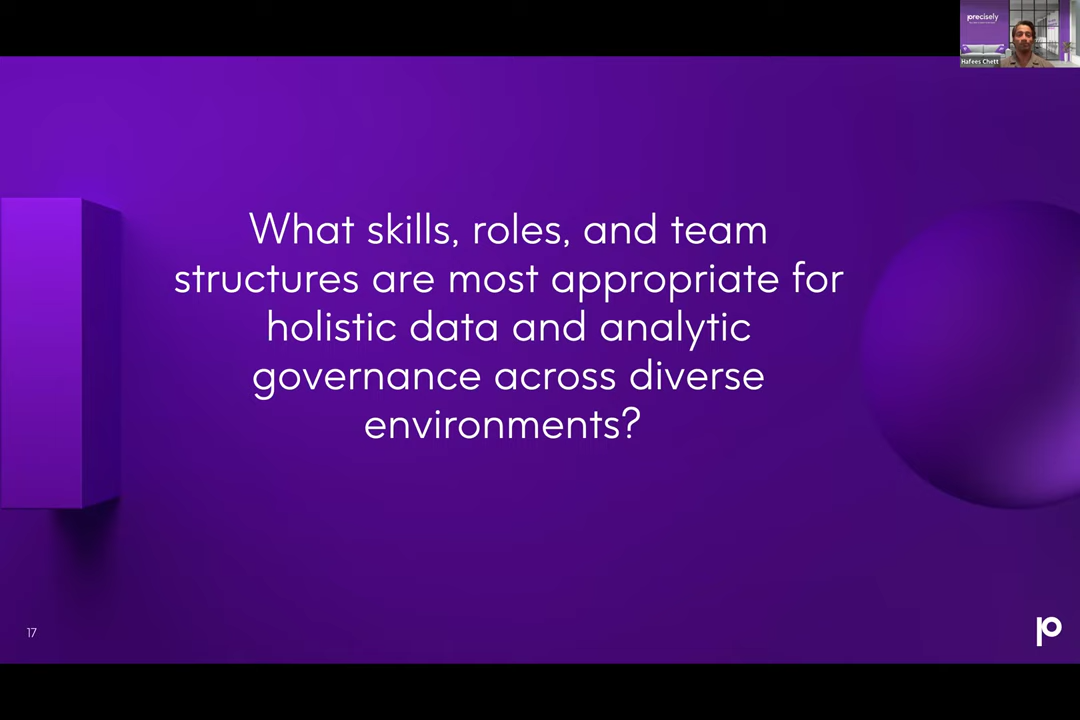 precisely
Hafees Chett
What skills, roles, and team
structures are most appropriate for
holistic data and analytic
governance across diverse
environments?
17